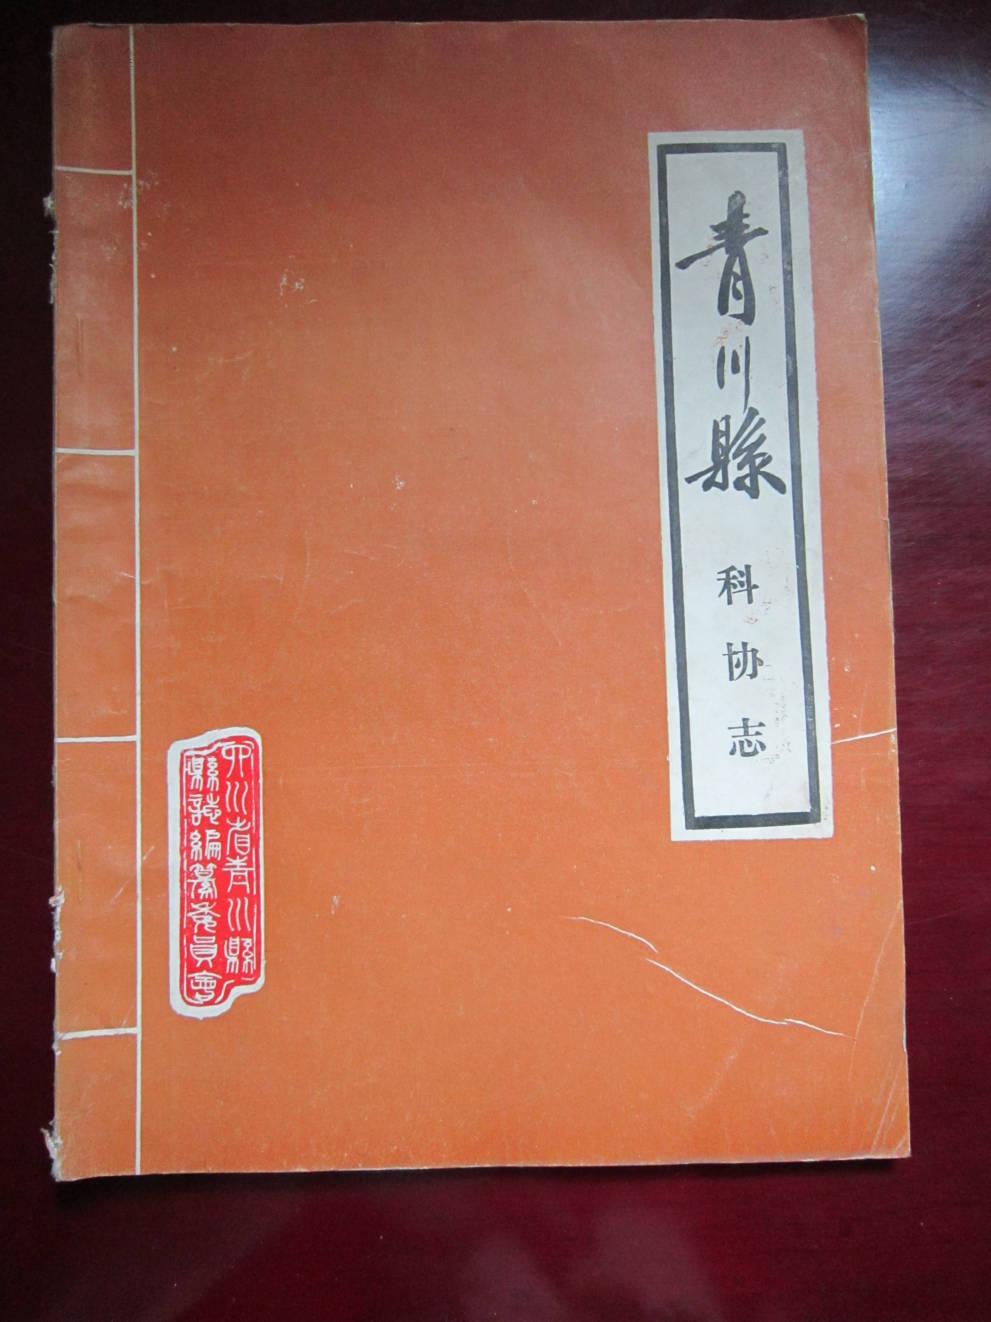 青川縣 科协志
四川省青川縣
縣誌編纂委員會